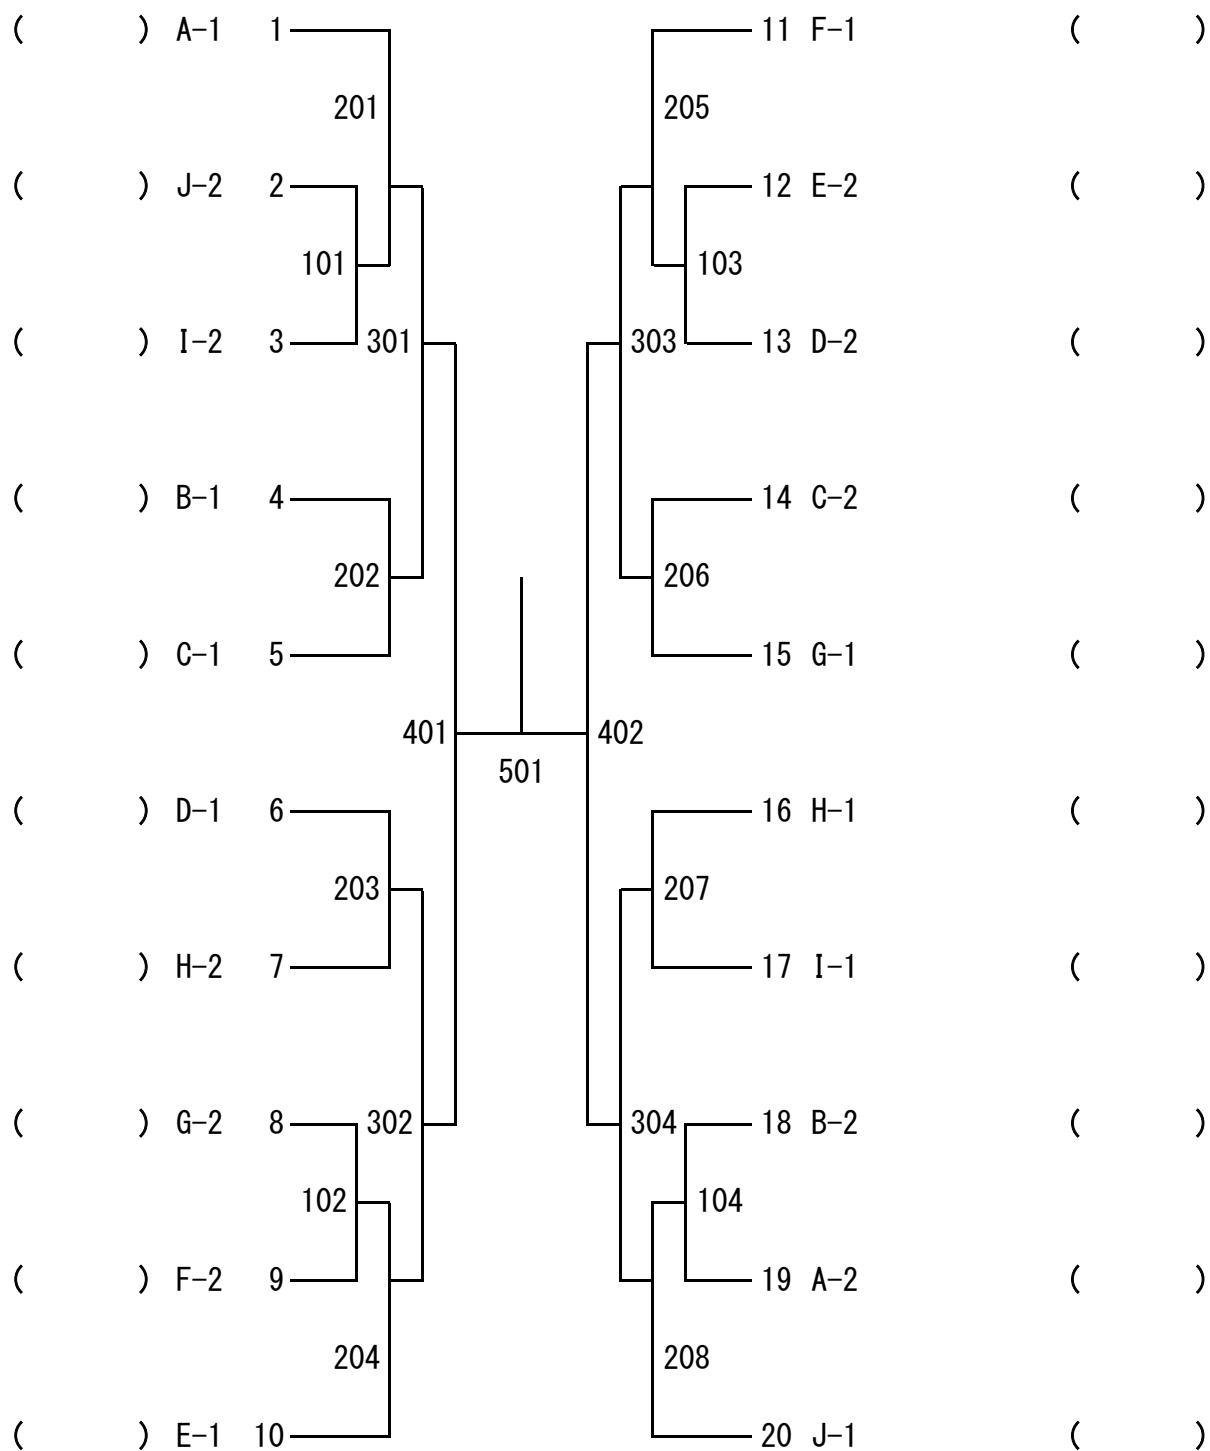 ( ) A-1 1 11 F-1 ( )
201 205
( ) J-2 2 12 E-2 ( )
101 103
( ) I-2 3 301 303 13 D-2 ( )
( ) B-1 4 14 C-2 ( )
202 206
( ) C-1 5 15 G-1 ( )
401 402
501
( ) D-1 6 16 H-1 ( )
203 207
( ) H-2 7 17 I-1 ( )
( ) G-2 8 302 304 18 B-2 ( )
102 104
( ) F-2 9 19 A-2 ( )
204 208
( ) E-1 10 20 J-1 ( )